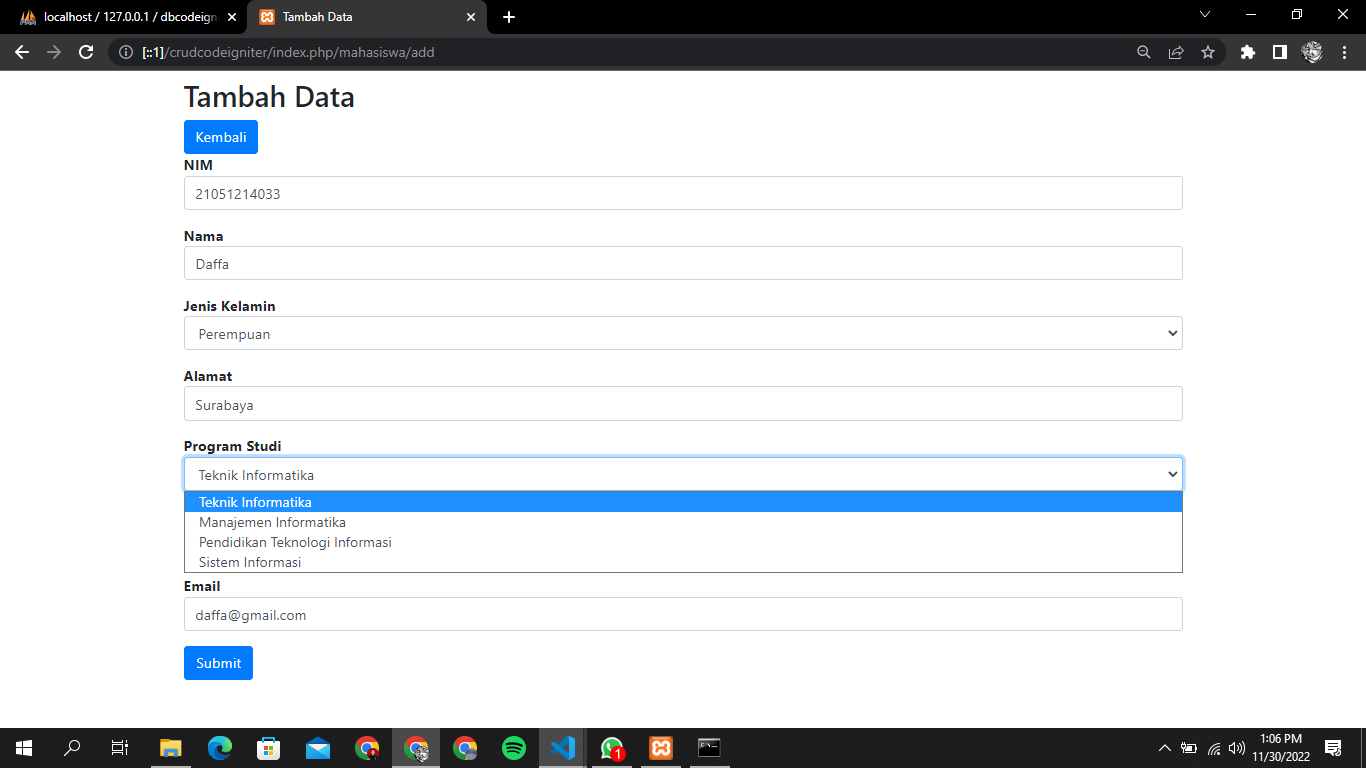 localhost / 127.0.0.1 / dbcodeign
Tambah Data
[::1]/crudcodeigniter/index.php/mahasiswa/add
Tambah Data
Kembali
NIM
21051214033
Nama
Daffa
Jenis Kelamin
Perempuan
Alamat
Surabaya
Program Studi
Teknik Informatika
Teknik Informatika
Manajemen Informatika
Pendidikan Teknologi Informasi
Sistem Informasi
Email
daffa@gmail.com
Submit
1
1:06 PM
11/30/2022